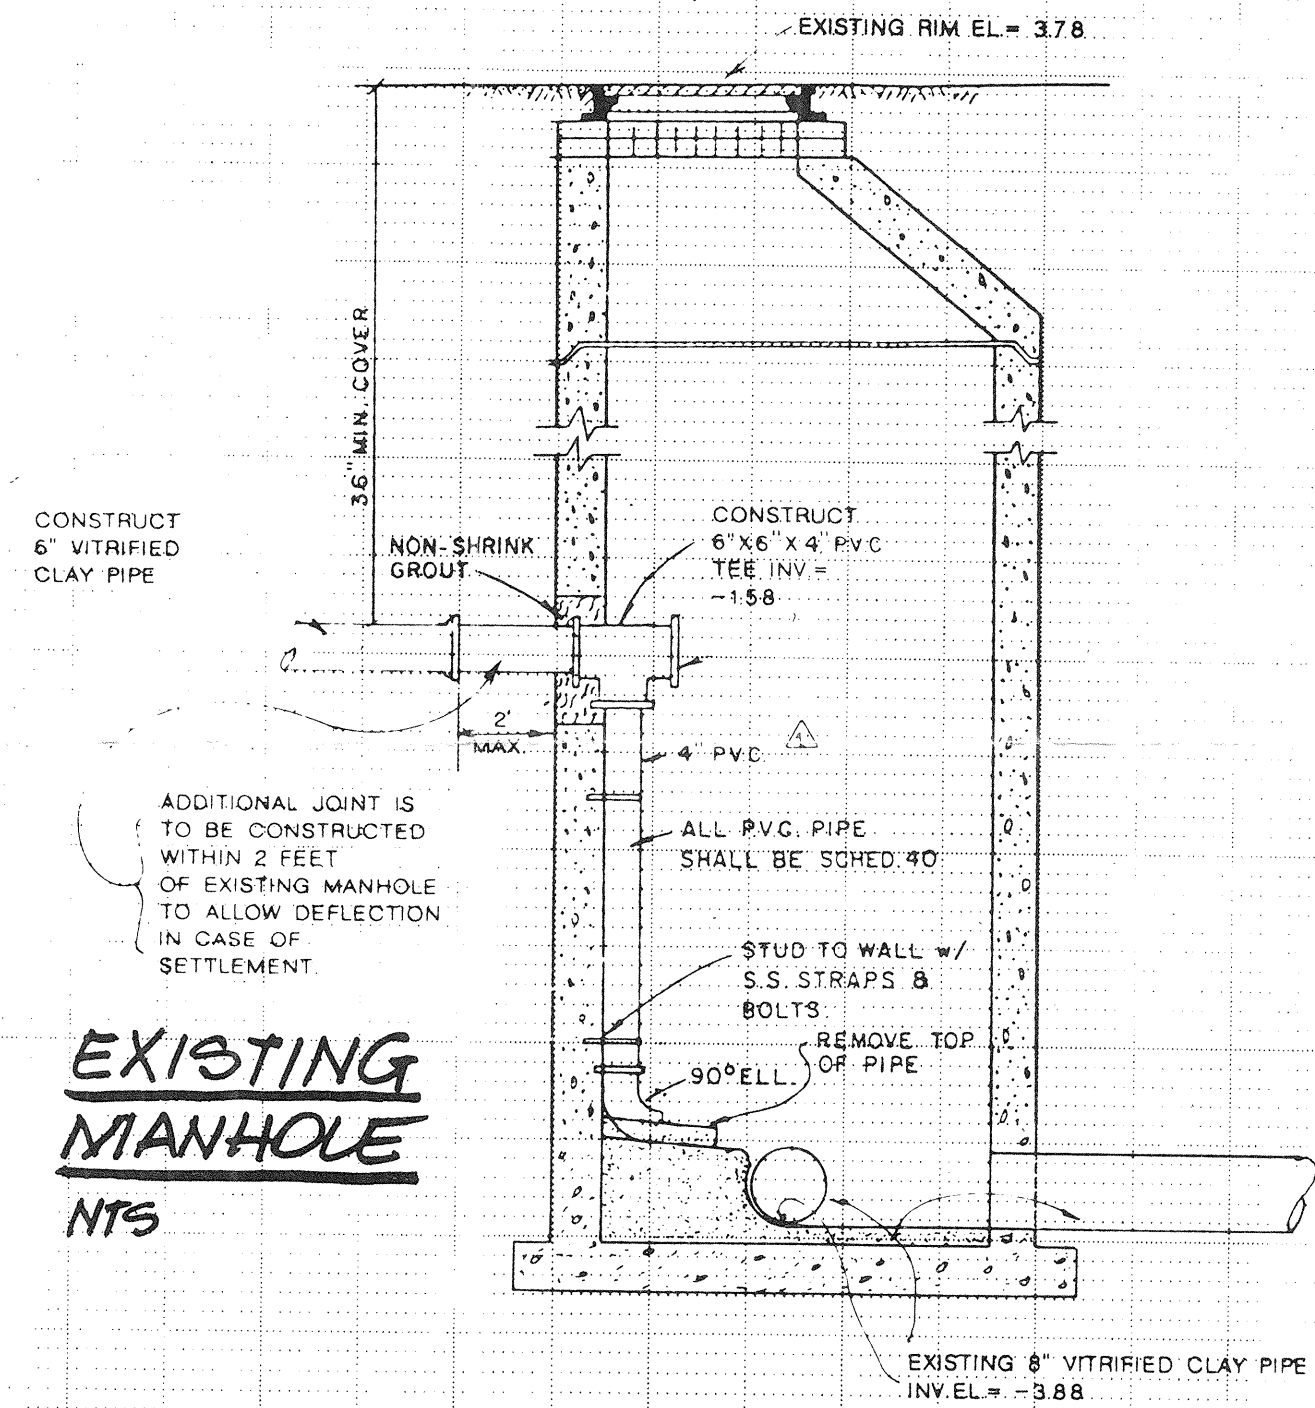 EXISTING RIM EL.= 3.78
36" MIN. COVER
CONSTRUCT
6" VITRIFIED
CLAY PIPE
NON-SHRINK
GROUT
CONSTRUCT
6"X6"X4" PVC
TEE INV =
-1.58
2'
MAX.
4" PVC
1
ADDITIONAL JOINT IS
TO BE CONSTRUCTED
WITHIN 2 FEET
OF EXISTING MANHOLE
TO ALLOW DEFLECTION
IN CASE OF
SETTLEMENT.
ALL P.V.C. PIPE
SHALL BE SCHED. 40
STUD TO WALL w/
S.S. STRAPS &
BOLTS.
REMOVE TOP
OF PIPE
90° ELL.
EXISTING
MANHOLE
NTS
EXISTING 8" VITRIFIED CLAY PIPE
INV. EL.= -3.88